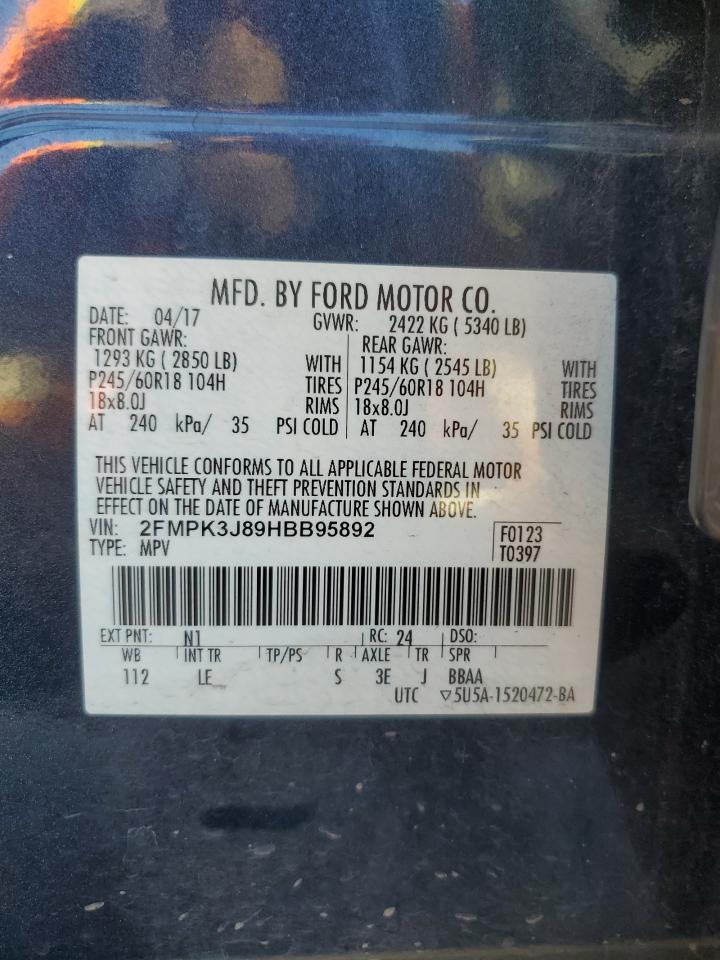 MFD. BY FORD MOTOR CO.
DATE: 04/17 GVWR: 2422 KG ( 5340 LB)
FRONT GAWR: REAR GAWR:
1293 KG ( 2850 LB) WITH 1154 KG ( 2545 LB) WITH
P245/60R18 104H TIRES P245/60R18 104H TIRES
18x8.0J RIMS 18x8.0J RIMS
AT 240 kPa/ 35 PSI COLD AT 240 kPa/ 35 PSI COLD
THIS VEHICLE CONFORMS TO ALL APPLICABLE FEDERAL MOTOR
VEHICLE SAFETY AND THEFT PREVENTION STANDARDS IN
EFFECT ON THE DATE OF MANUFACTURE SHOWN ABOVE.
VIN: 2FMPK3J89HBB95892 F0123
TYPE: MPV T0397
EXT PNT: N1 RC: 24 DSO:
WB INT TR TP/PS R AXLE TR SPR
112 LE S 3E J BBAA
UTC ▽5U5A-1520472-BA